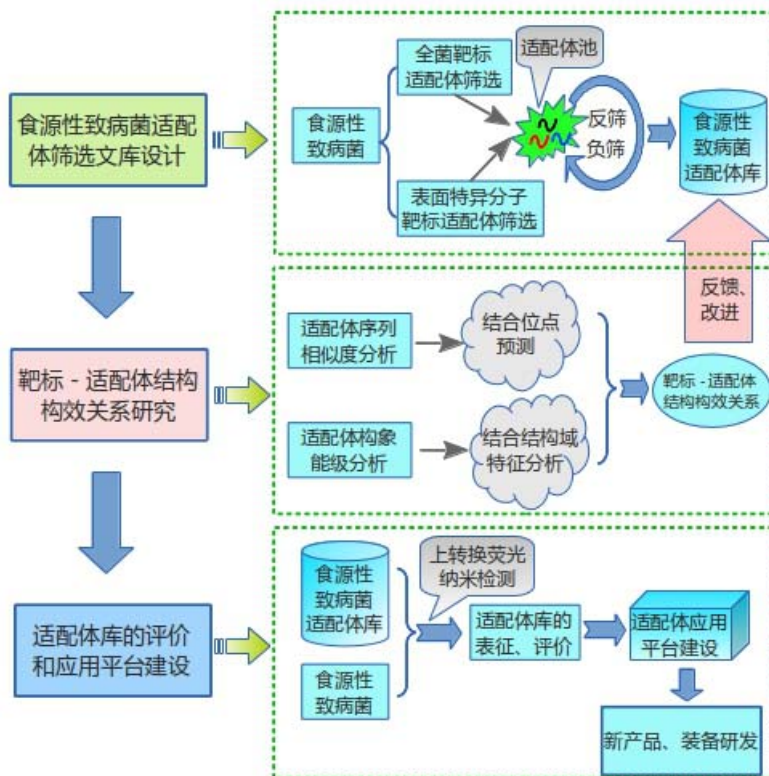 食源性致病菌适配
体筛选文库设计
全菌靶标
适配体筛选
适配体池
食源性
致病菌
反筛
负筛
食源性
致病菌
适配体库
表面特异分子
靶标适配体筛选
反馈、
改进
靶标 - 适配体结构
构效关系研究
适配体序列
相似度分析
结合位点
预测
靶标 - 适配体
结构构效关系
适配体构象
能级分析
结合结构域
特征分析
适配体库的评价
和应用平台建设
食源性
致病菌
适配体库
上转换荧光
纳米检测
食源性
致病菌
适配体库的
表征、评价
适配体应用
平台建设
新产品、装备研发